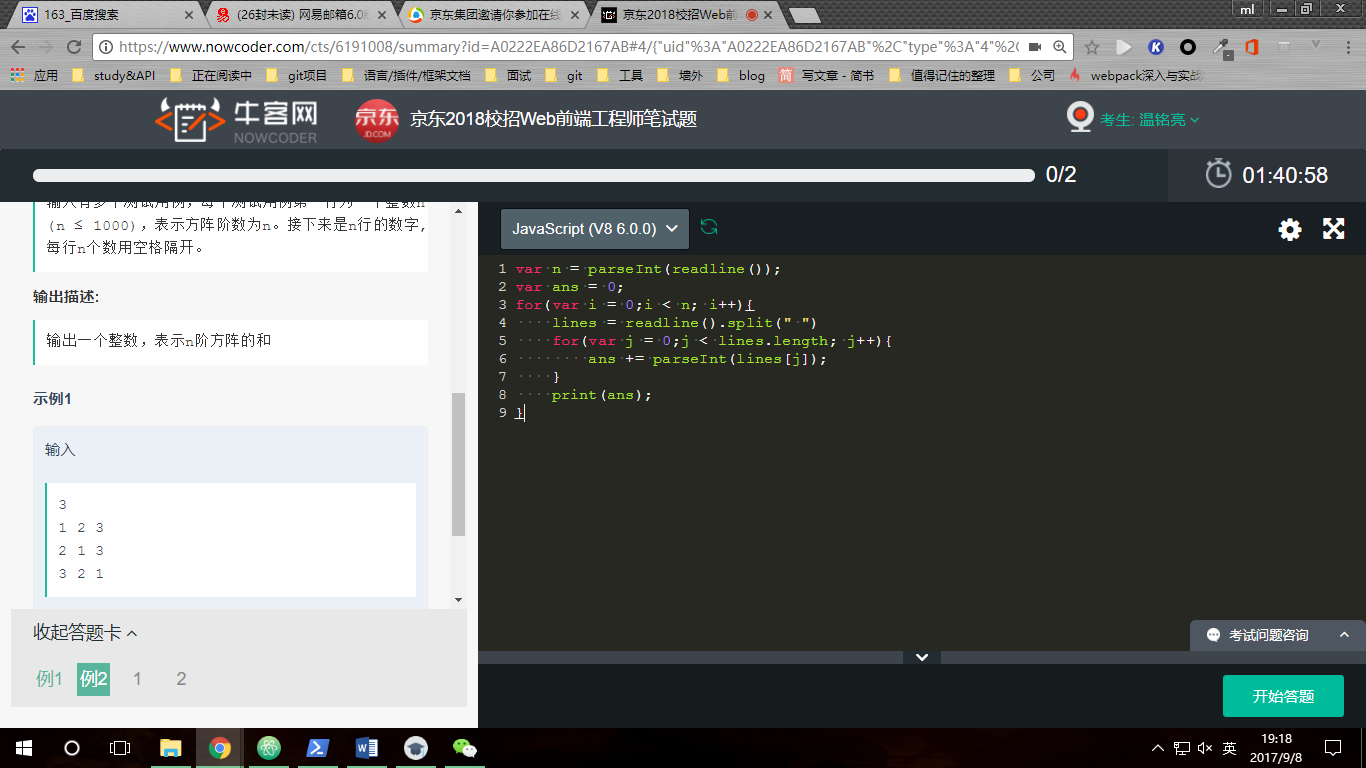 163_百度搜索
(26封未读) 网易邮箱6.0
京东集团邀请你参加在线
京东2018校招Web前
ml
https://www.nowcoder.com/cts/6191008/summary?id=A0222EA86D2167AB#4/{"uid"%3A"A0222EA86D2167AB"%2C"type"%3A"4"%2C
应用 study&API 正在阅读中 git项目 语言/插件/框架文档 面试 git 工具 墙外 blog 简 写文章 - 简书 值得记住的整理 公司 webpack深入与实战
牛客网
NOWCODER
京东
JD.COM
京东2018校招Web前端工程师笔试题
考生: 温铭亮
0/2
01:40:58
输入有多个测试用例，每个测试用例第一行为一个整数n
(n ≤ 1000)，表示方阵阶数为n。接下来是n行的数字，
每行n个数用空格隔开。
输出描述:
输出一个整数，表示n阶方阵的和
示例1
输入
3
1 2 3
2 1 3
3 2 1
收起答题卡
例1 例2 1 2
JavaScript (V8 6.0.0)
1 var n = parseInt(readline());
2 var ans = 0;
3 for(var i = 0;i < n; i++){
4 lines = readline().split(" ")
5 for(var j = 0;j < lines.length; j++){
6 ans += parseInt(lines[j]);
7 }
8 print(ans);
9 }
考试问题咨询
开始答题
英
19:18
2017/9/8